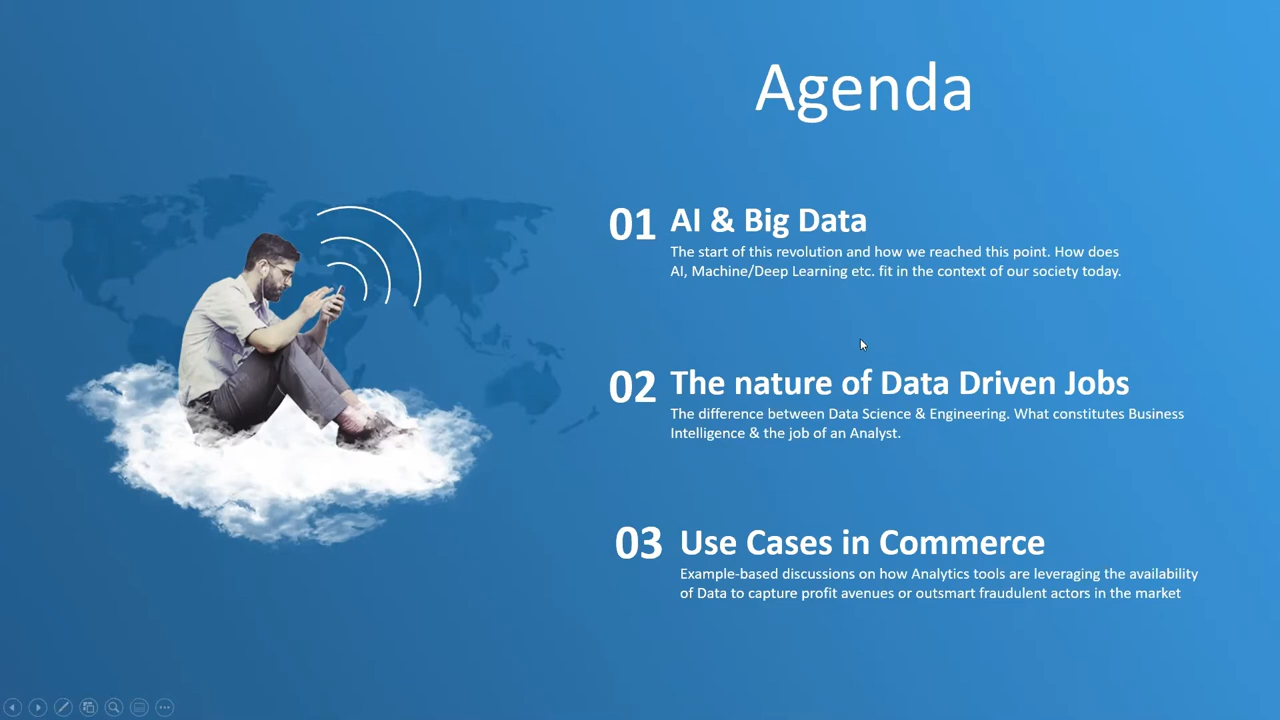 Agenda
01 AI & Big Data
The start of this revolution and how we reached this point. How does
AI, Machine/Deep Learning etc. fit in the context of our society today.
02 The nature of Data Driven Jobs
The difference between Data Science & Engineering. What constitutes Business
Intelligence & the job of an Analyst.
03 Use Cases in Commerce
Example-based discussions on how Analytics tools are leveraging the availability
of Data to capture profit avenues or outsmart fraudulent actors in the market